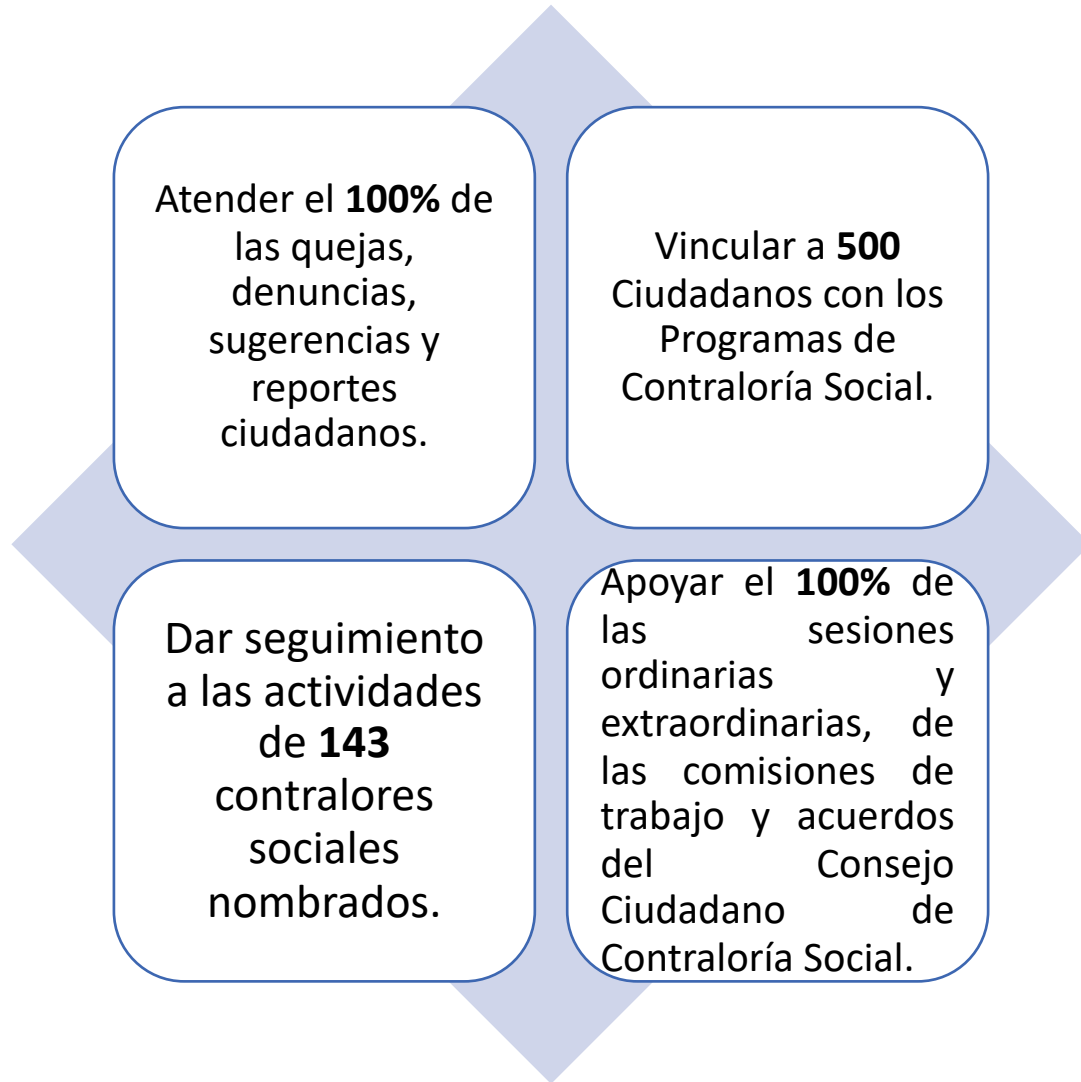 Atender el 100% de
las quejas,
denuncias,
sugerencias y
reportes
ciudadanos.
Vincular a 500
Ciudadanos con los
Programas de
Contraloría Social.
Dar seguimiento
a las actividades
de 143
contralores
sociales
nombrados.
Apoyar el 100% de
las sesiones
ordinarias y
extraordinarias, de
las comisiones de
trabajo y acuerdos
del Consejo
Ciudadano de
Contraloría Social.